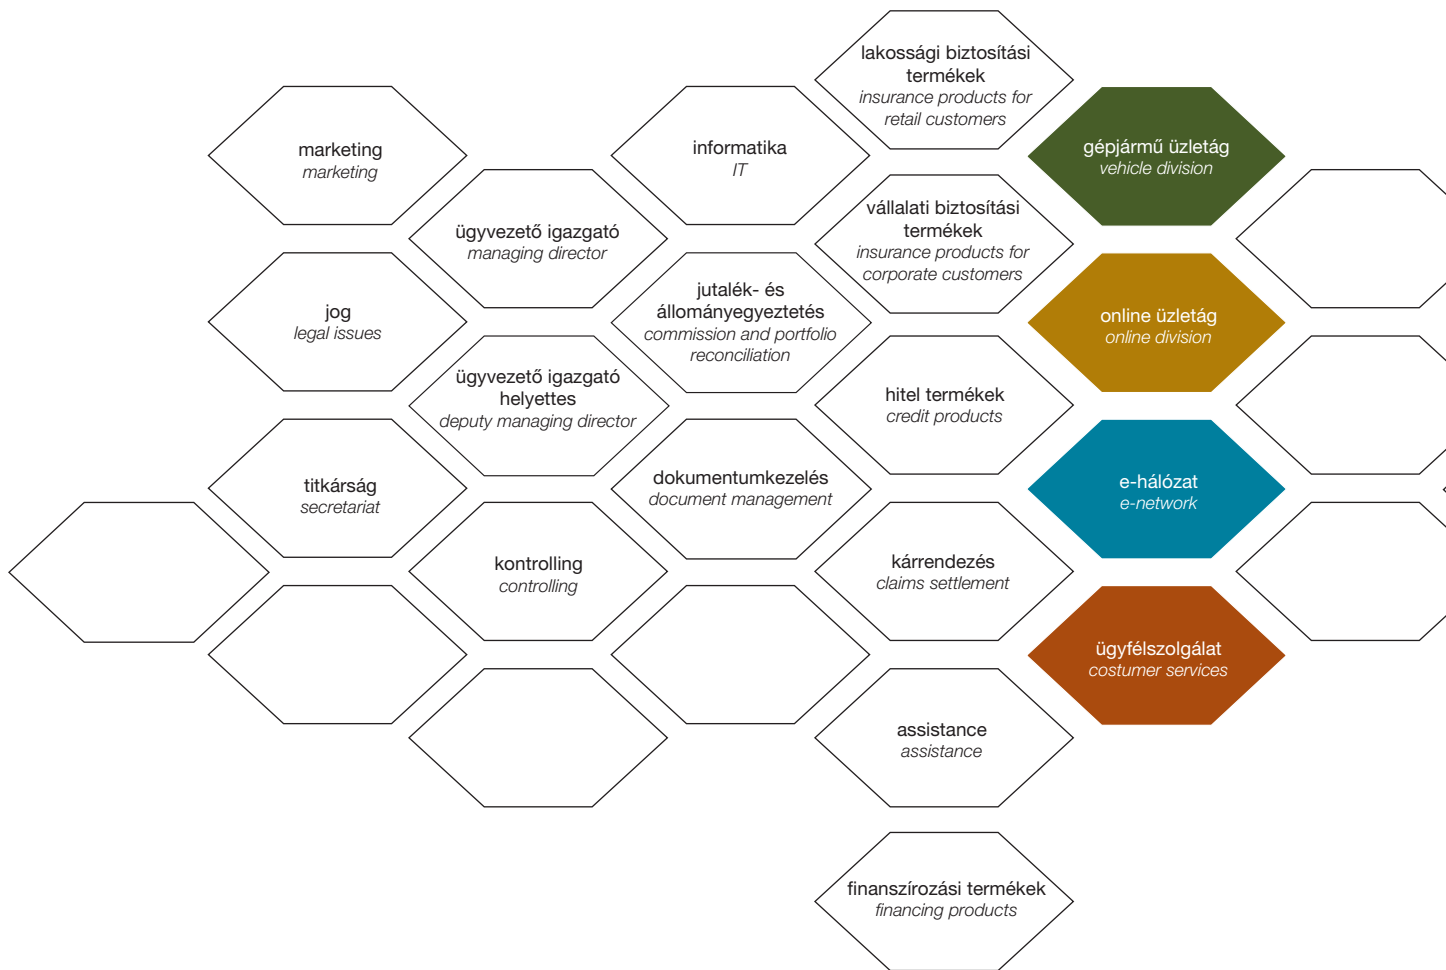 marketing
marketing
jog
legal issues
titkárság
secretariat
ügyvezető igazgató
managing director
ügyvezető igazgató
helyettes
deputy managing director
kontrolling
controlling
informatika
IT
jutalék- és
állományegyeztetés
commission and portfolio
reconciliation
dokumentumkezelés
document management
lakossági biztosítási
termékek
insurance products for
retail customers
vállalati biztosítási
termékek
insurance products for
corporate customers
hitel termékek
credit products
kárrendezés
claims settlement
assistance
assistance
finanszírozási termékek
financing products
gépjármű üzletág
vehicle division
online üzletág
online division
e-hálózat
e-network
ügyfélszolgálat
costumer services